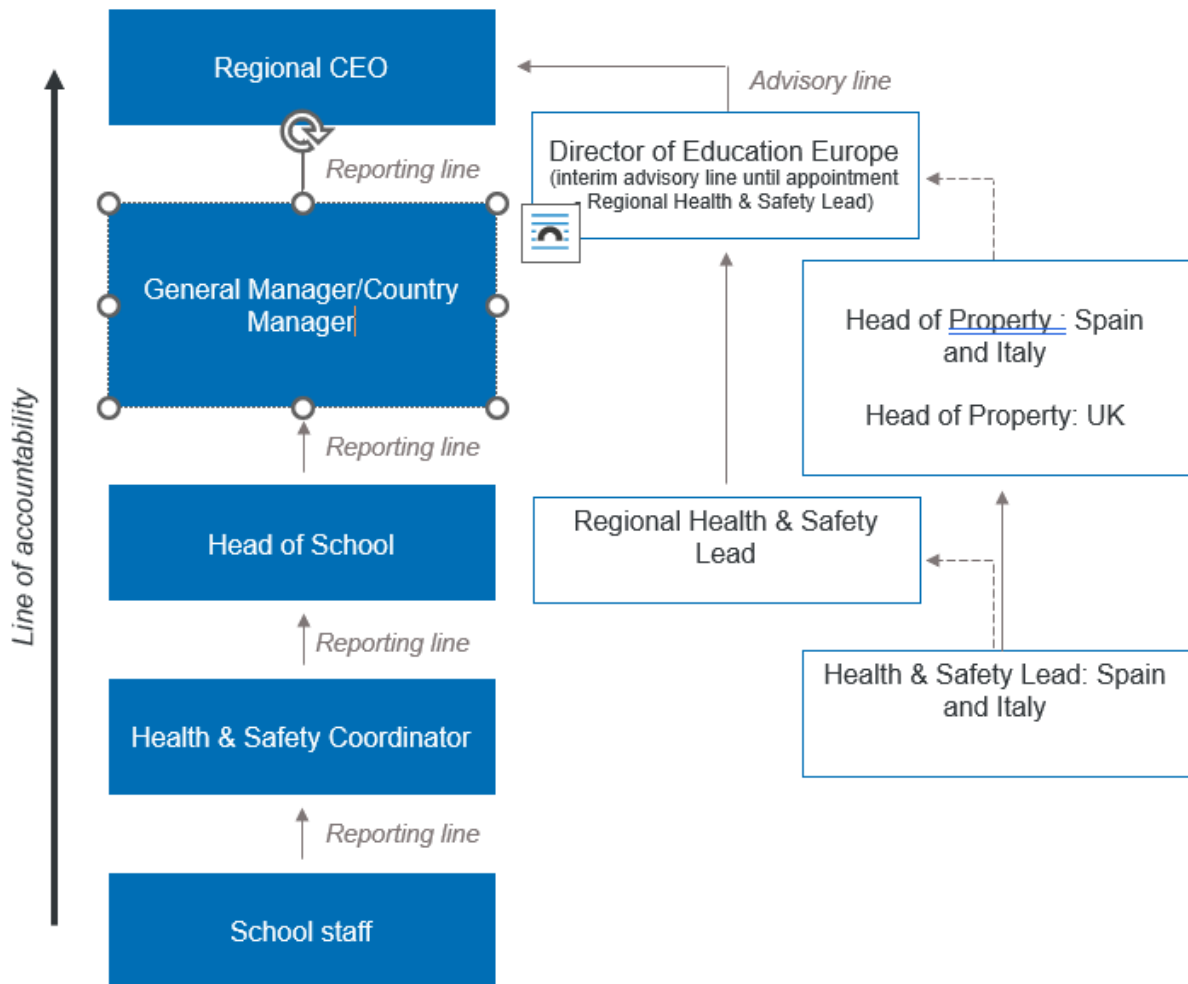 Regional CEO
Advisory line
Reporting line
Director of Education Europe
(interim advisory line until appointment
- Regional Health & Safety Lead)
General Manager/Country
Manager
Head of Property : Spain
and Italy
Head of Property: UK
Line of accountability
Reporting line
Head of School
Regional Health & Safety
Lead
Reporting line
Health & Safety Lead: Spain
and Italy
Health & Safety Coordinator
Reporting line
School staff